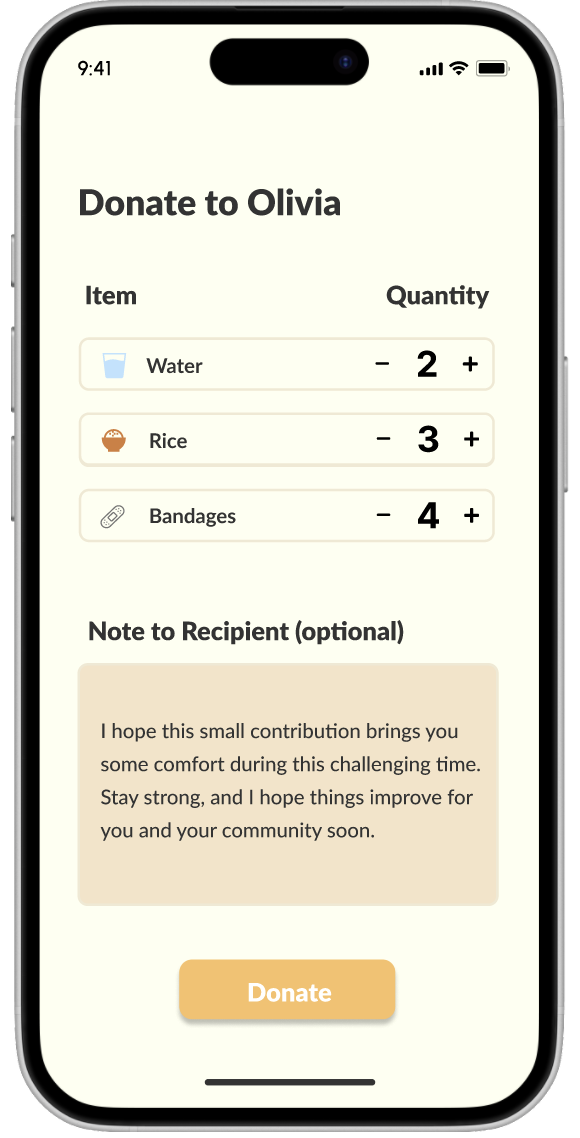 9:41
Donate to Olivia
Item Quantity
Water - 2 +
Rice - 3 +
Bandages - 4 +
Note to Recipient (optional)
I hope this small contribution brings you
some comfort during this challenging time.
Stay strong, and I hope things improve for
you and your community soon.
Donate